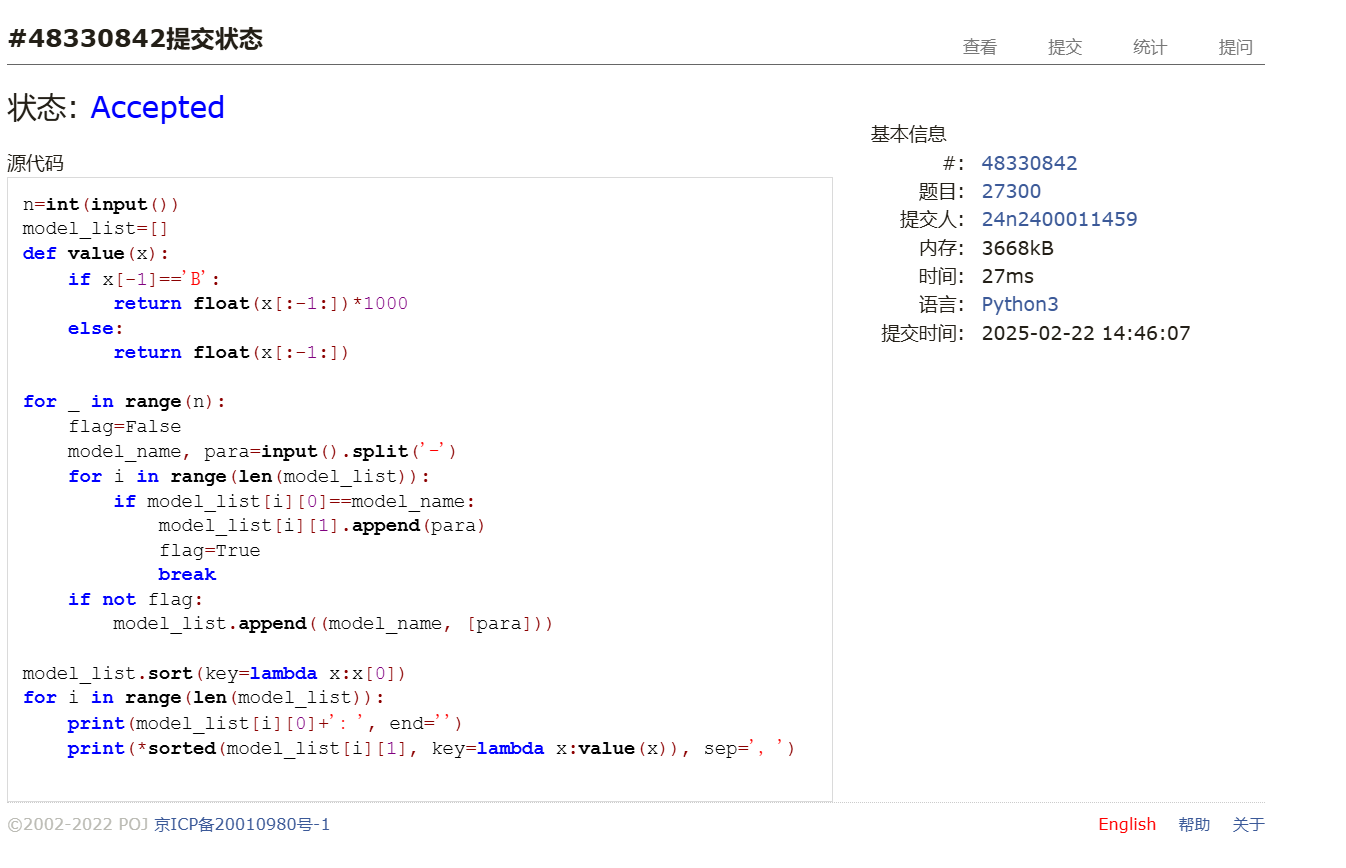 #48330842提交状态
查看 提交 统计 提问
状态: Accepted
源代码
n=int(input())
model_list=[]
def value(x):
    if x[-1]=='B':
        return float(x[:-1:])*1000
    else:
        return float(x[:-1:])

for _ in range(n):
    flag=False
    model_name, para=input().split('-')
    for i in range(len(model_list)):
        if model_list[i][0]==model_name:
            model_list[i][1].append(para)
            flag=True
            break
    if not flag:
        model_list.append((model_name, [para]))

model_list.sort(key=lambda x:x[0])
for i in range(len(model_list)):
    print(model_list[i][0]+': ', end='')
    print(*sorted(model_list[i][1], key=lambda x:value(x)), sep=', ')
基本信息
#: 48330842
题目: 27300
提交人: 24n2400011459
内存: 3668kB
时间: 27ms
语言: Python3
提交时间: 2025-02-22 14:46:07
©2002-2022 POJ 京ICP备20010980号-1
English 帮助 关于